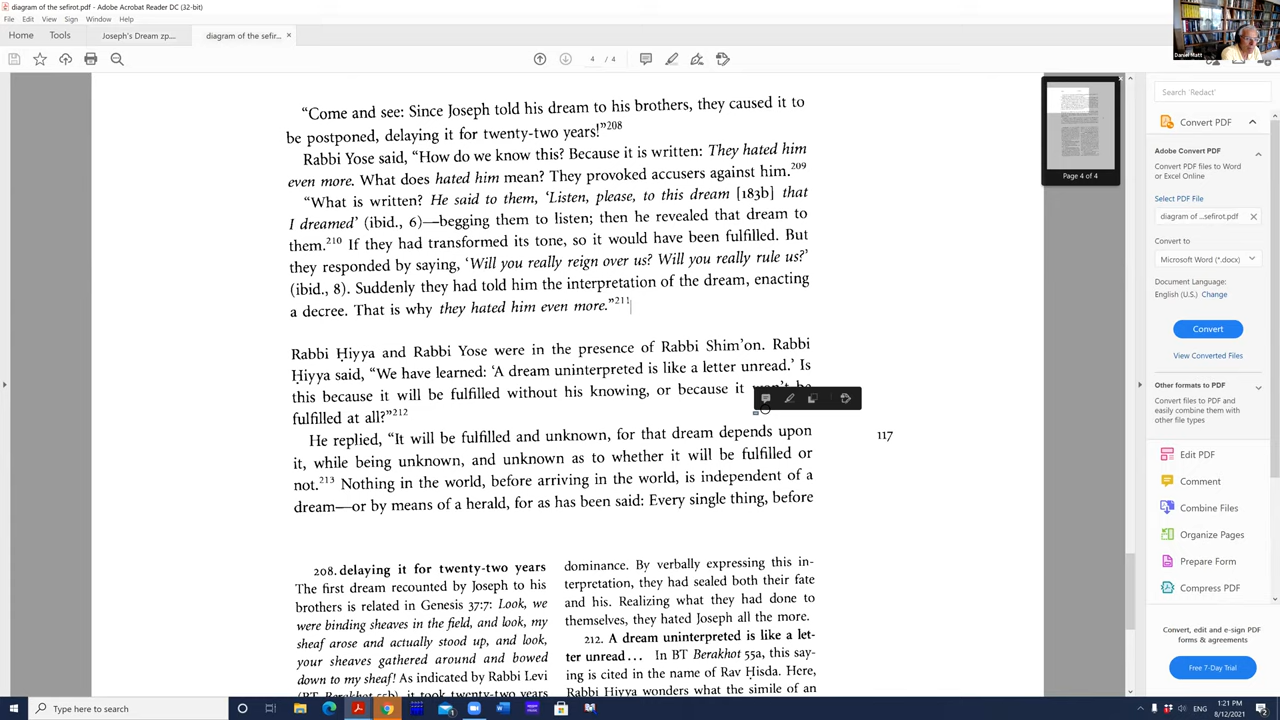 diagram of the sefirot.pdf - Adobe Acrobat Reader DC (32-bit)
File Edit View Sign Window Help
Home Tools Joseph's Dream zp.... diagram of the sefir... ×
4 / 4
Daniel Matt
"Come and see: Since Joseph told his dream to his brothers, they caused it to
be postponed, delaying it for twenty-two years!"208
Rabbi Yose said, "How do we know this? Because it is written: They hated him
even more. What does hated him mean? They provoked accusers against him.209
"What is written? He said to them, 'Listen, please, to this dream [183b] that
I dreamed' (ibid., 6)—begging them to listen; then he revealed that dream to
them.210 If they had transformed its tone, so it would have been fulfilled. But
they responded by saying, 'Will you really reign over us? Will you really rule us?'
(ibid., 8). Suddenly they had told him the interpretation of the dream, enacting
a decree. That is why they hated him even more."211
Rabbi Ḥiyya and Rabbi Yose were in the presence of Rabbi Shim'on. Rabbi
Ḥiyya said, "We have learned: 'A dream uninterpreted is like a letter unread.' Is
this because it will be fulfilled without his knowing, or because it won't be
fulfilled at all?"212
He replied, "It will be fulfilled and unknown, for that dream depends upon
it, while being unknown, and unknown as to whether it will be fulfilled or
not.213 Nothing in the world, before arriving in the world, is independent of a
dream—or by means of a herald, for as has been said: Every single thing, before
117
208. delaying it for twenty-two years
The first dream recounted by Joseph to his
brothers is related in Genesis 37:7: Look, we
were binding sheaves in the field, and look, my
sheaf arose and actually stood up, and look,
your sheaves gathered around and bowed
down to my sheaf! As indicated by Rabbi Levi
(BT Berakhot 55b), it took twenty-two years
dominance. By verbally expressing this in-
terpretation, they had sealed both their fate
and his. Realizing what they had done to
themselves, they hated Joseph all the more.
212. A dream uninterpreted is like a let-
ter unread... In BT Berakhot 55a, this say-
ing is cited in the name of Rav Ḥisda. Here,
Rabbi Ḥiyya wonders what the simile of an
Page 4 of 4
Search 'Redact'
Convert PDF
Adobe Convert PDF
Convert PDF Files to Word
or Excel Online
Select PDF File
diagram of ...sefirot.pdf ×
Convert to
Microsoft Word (*.docx)
Document Language:
English (U.S.) Change
Convert
View Converted Files
Other formats to PDF
Easily combine them with
other file types
Edit PDF
Comment
Combine Files
Organize Pages
Prepare Form
Compress PDF
Convert, edit and e-sign PDF
forms & agreements
Free 7-Day Trial
Type here to search
ENG
1:21 PM
8/12/2021